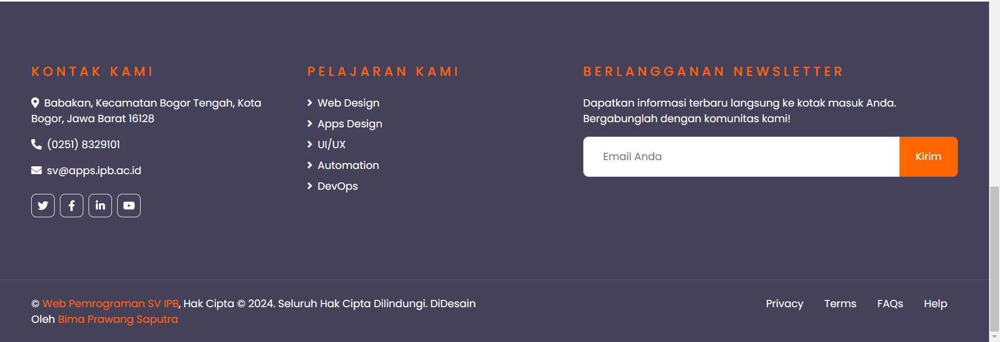 KONTAK KAMI
Babakan, Kecamatan Bogor Tengah, Kota
Bogor, Jawa Barat 16128
(0251) 8329101
sv@apps.ipb.ac.id
PELAJARAN KAMI
Web Design
Apps Design
UI/UX
Automation
DevOps
BERLANGGANAN NEWSLETTER
Dapatkan informasi terbaru langsung ke kotak masuk Anda.
Bergabunglah dengan komunitas kami!
Email Anda
Kirim
© Web Pemrograman SV IPB, Hak Cipta © 2024. Seluruh Hak Cipta Dilindungi. DiDesain
Oleh Bima Prawang Saputra
Privacy
Terms
FAQs
Help